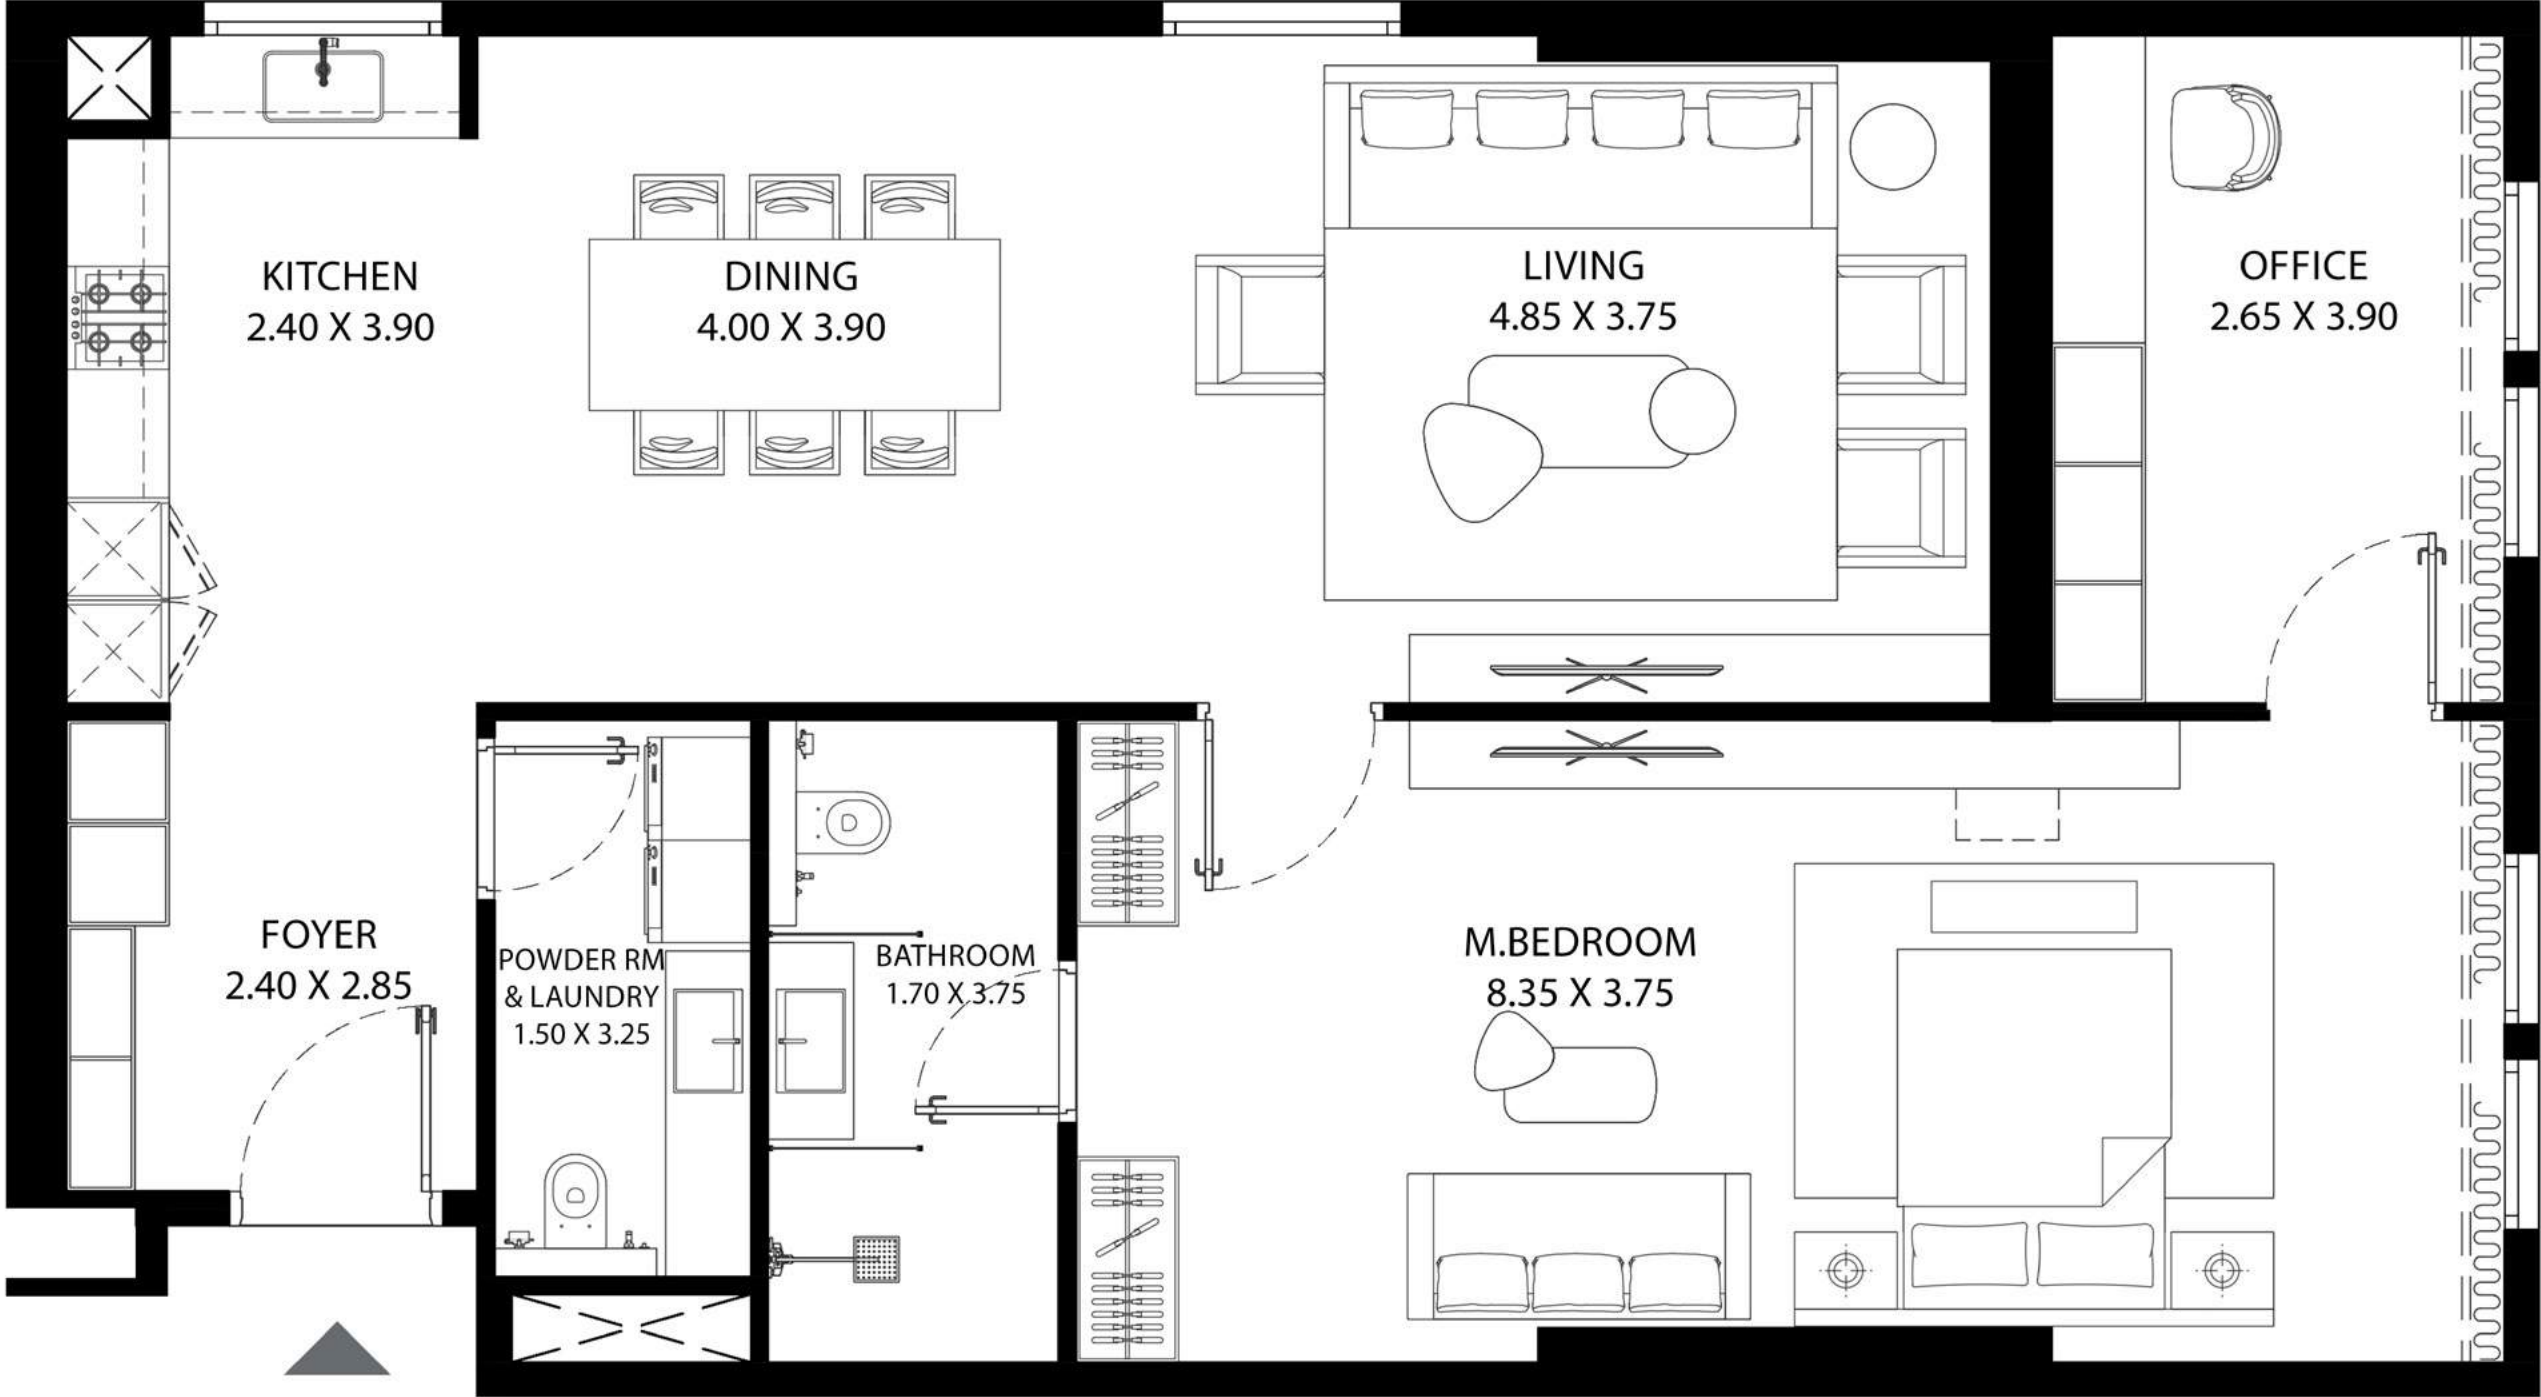 KITCHEN
2.40 X 3.90
DINING
4.00 X 3.90
LIVING
4.85 X 3.75
OFFICE
2.65 X 3.90
FOYER
2.40 X 2.85
POWDER RM
& LAUNDRY
1.50 X 3.25
BATHROOM
1.70 X 3.75
M.BEDROOM
8.35 X 3.75